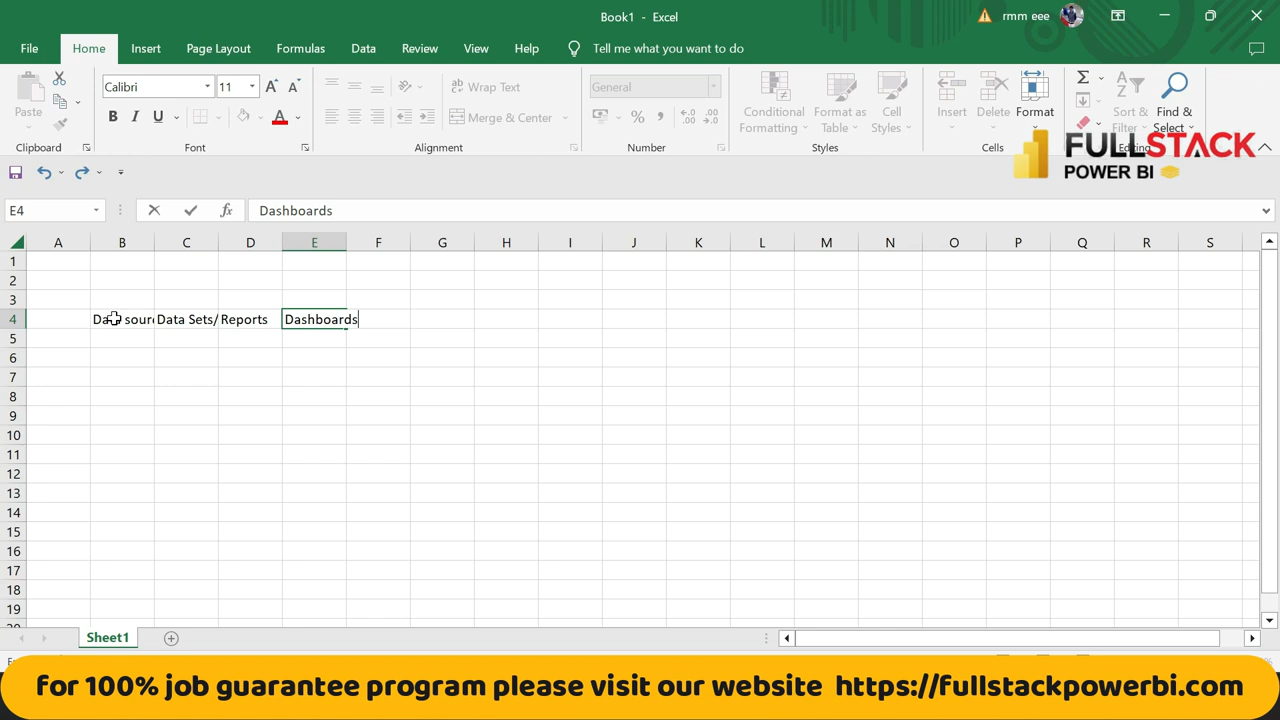 Book1 - Excel
rmm eee
File Home Insert Page Layout Formulas Data Review View Help Tell me what you want to do
Calibri 11 Wrap Text General
Paste Merge & Center Conditional Formatting Format as Table Cell Styles Insert Delete Format Sort & Filter Find & Select
Clipboard Font Alignment Number Styles Cells Editing
FULLSTACK
POWER BI
E4 Dashboards
A B C D E F G H I J K L M N O P Q R S
1
2
3
4 Data sourc Data Sets/ Reports Dashboards
5
6
7
8
9
10
11
12
13
14
15
16
17
18
19
Sheet1
for 100% job guarantee program please visit our website https://fullstackpowerbi.com